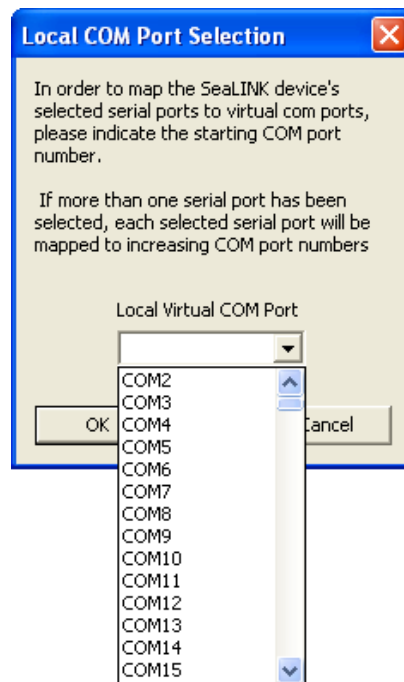 Local COM Port Selection
In order to map the SeaLINK device's
selected serial ports to virtual com ports,
please indicate the starting COM port
number.
If more than one serial port has been
selected, each selected serial port will be
mapped to increasing COM port numbers
Local Virtual COM Port
COM2
COM3
COM4
OK
Cancel
COM5
COM6
COM7
COM8
COM9
COM10
COM11
COM12
COM13
COM14
COM15